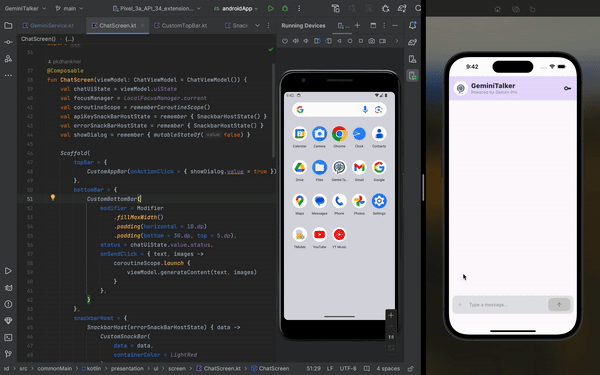 GeminiTalker
main
Pixel_3a_API_34_extension...
androidApp
GeminiService.kt
ChatScreen.kt
CustomTopBar.kt
Snack
Running Devices
ChatScreen()
{...}
36
pkdhankher
@Composable
fun ChatScreen(viewModel: ChatViewModel = ChatViewModel()) {
val chatUiState = viewModel.uiState
val focusManager = LocalFocusManager.current
val coroutineScope = rememberCoroutineScope()
val apiKeySnackbarHostState = remember { SnackbarHostState() }
val errorSnackbarHostState = remember { SnackbarHostState() }
val showDialog = remember { mutableStateOf( value: false) }
Scaffold(
topBar = {
CustomAppBar(onActionClick = { showDialog.value = true })
},
bottomBar = {
51
CustomBottomBar(
modifier = Modifier
.fillMaxWidth()
.padding(horizontal = 10.dp)
.padding(bottom = 30.dp, top = 5.dp),
status = chatUiState.value.status,
onSendClick = { text, images ->
coroutineScope.launch {
viewModel.generateContent(text, images)
}
},
)
},
snackbarHost = {
SnackbarHost(errorSnackbarHostState) { data ->
CustomSnackBar(
data = data,
containerColor = LightRed
src
commonMain
kotlin
presentation
ui
screen
ChatScreen.kt
ChatScreen
51:29
LF
UTF-8
4 spaces
9:42
Calendar
Camera
Chrome
Clock
Contacts
Drive
Files
Gmail
Google
Maps
Messages
Phone
Photos
Settings
YouTube
YT Music
9:42
GeminiTalker
Powered by Gemini Pro
Type a message...